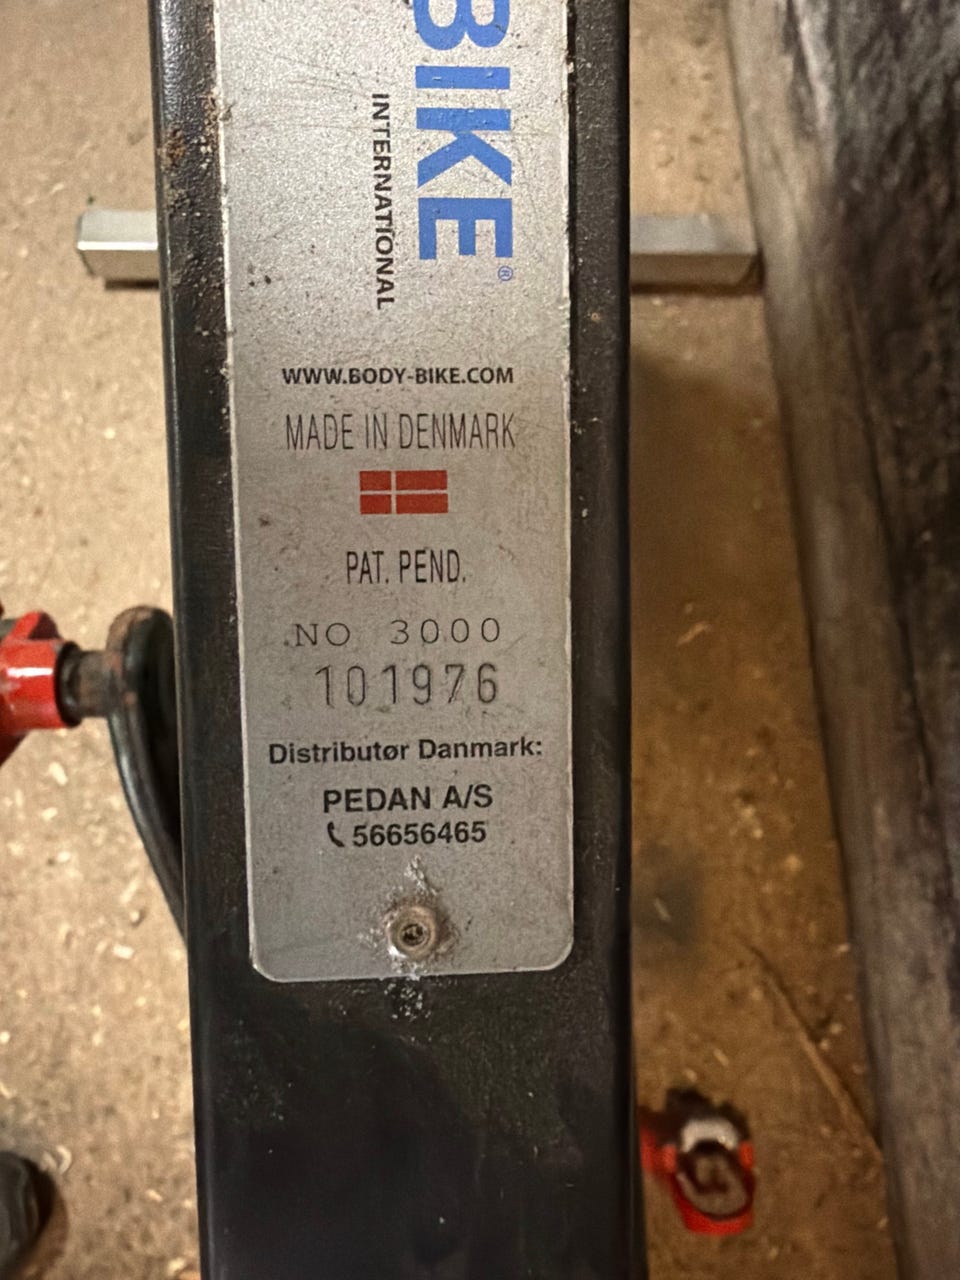 BIKE®
INTERNATIONAL
WWW.BODY-BIKE.COM
MADE IN DENMARK
PAT. PEND.
NO 3000
101976
Distributør Danmark:
PEDAN A/S
56656465